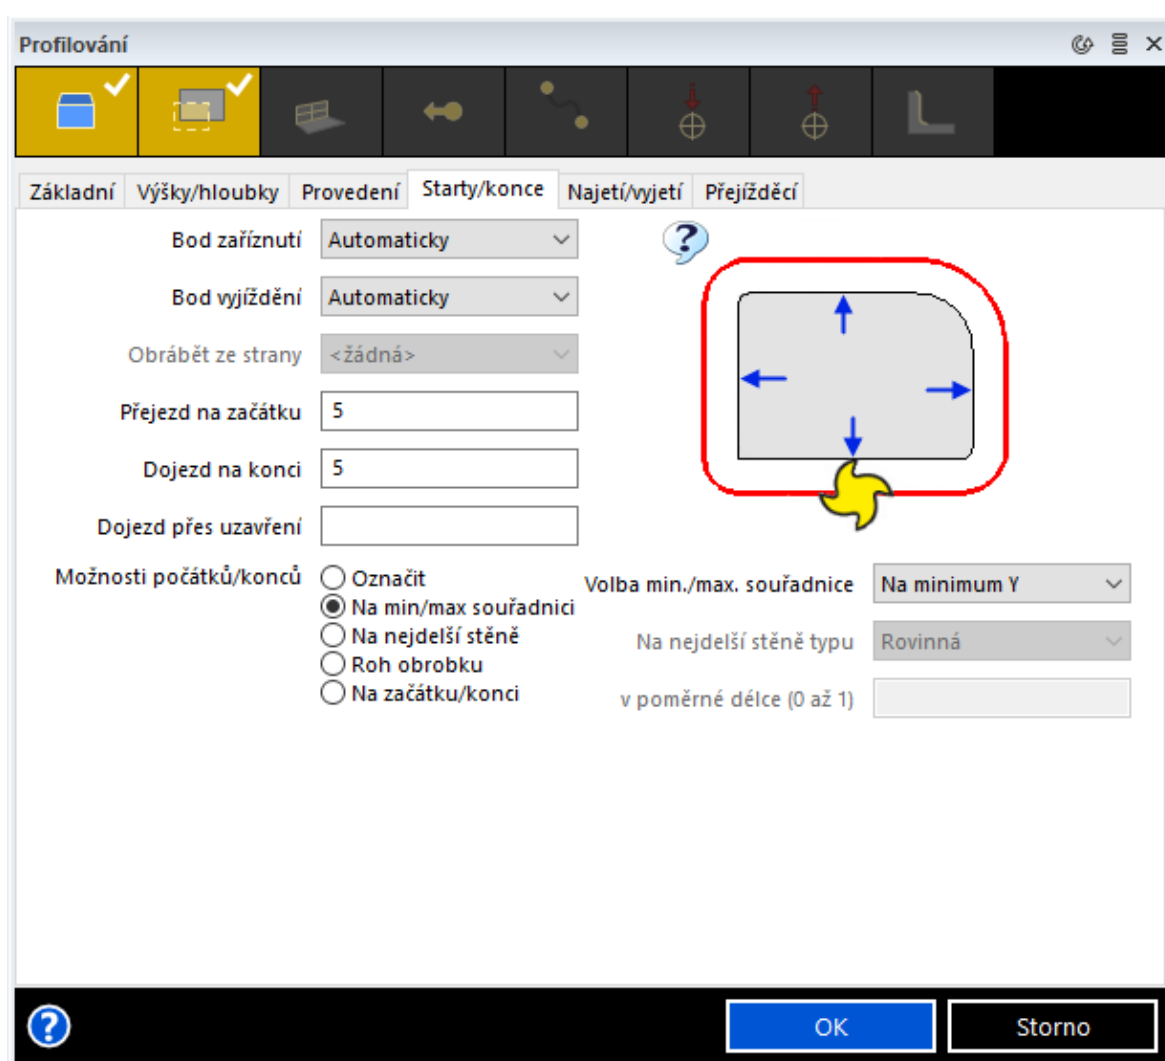 Profilování
Základní Výšky/hloubky Provedení Starty/konce Najetí/vyjetí Přejížděcí
Bod zaříznutí Automaticky
Bod vyjíždění Automaticky
Obrábět ze strany <žádná>
Přejezd na začátku 5
Dojezd na konci 5
Dojezd přes uzavření
Možnosti počátků/konců Označit
Na min/max souřadnici
Na nejdelší stěně
Roh obrobku
Na začátku/konci
Volba min./max. souřadnice Na minimum Y
Na nejdelší stěně typu Rovinná
v poměrné délce (0 až 1)
OK Storno